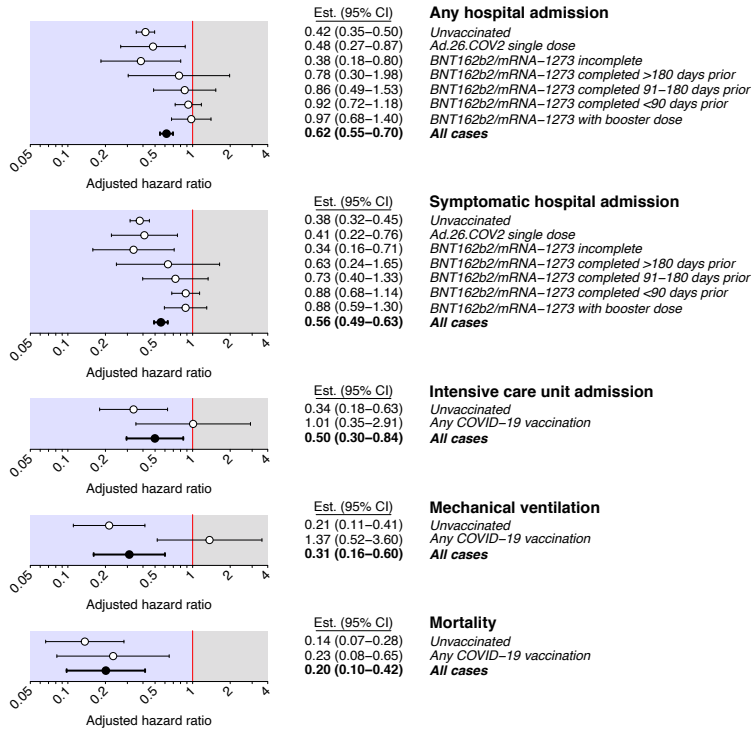 Est. (95% CI) Any hospital admission
0.42 (0.35−0.50) Unvaccinated
0.48 (0.27−0.87) Ad.26.COV2 single dose
0.38 (0.18−0.80) BNT162b2/mRNA−1273 incomplete
0.78 (0.30−1.98) BNT162b2/mRNA−1273 completed >180 days prior
0.86 (0.49−1.53) BNT162b2/mRNA−1273 completed 91−180 days prior
0.92 (0.72−1.18) BNT162b2/mRNA−1273 completed <90 days prior
0.97 (0.68−1.40) BNT162b2/mRNA−1273 with booster dose
0.62 (0.55−0.70) All cases
0.05 0.1 0.2 0.5 1 2 4
Adjusted hazard ratio
Est. (95% CI) Symptomatic hospital admission
0.38 (0.32−0.45) Unvaccinated
0.41 (0.22−0.76) Ad.26.COV2 single dose
0.34 (0.16−0.71) BNT162b2/mRNA−1273 incomplete
0.63 (0.24−1.65) BNT162b2/mRNA−1273 completed >180 days prior
0.73 (0.40−1.33) BNT162b2/mRNA−1273 completed 91−180 days prior
0.88 (0.68−1.14) BNT162b2/mRNA−1273 completed <90 days prior
0.88 (0.59−1.30) BNT162b2/mRNA−1273 with booster dose
0.56 (0.49−0.63) All cases
0.05 0.1 0.2 0.5 1 2 4
Adjusted hazard ratio
Est. (95% CI) Intensive care unit admission
0.34 (0.18−0.63) Unvaccinated
1.01 (0.35−2.91) Any COVID−19 vaccination
0.50 (0.30−0.84) All cases
0.05 0.1 0.2 0.5 1 2 4
Adjusted hazard ratio
Est. (95% CI) Mechanical ventilation
0.21 (0.11−0.41) Unvaccinated
1.37 (0.52−3.60) Any COVID−19 vaccination
0.31 (0.16−0.60) All cases
0.05 0.1 0.2 0.5 1 2 4
Adjusted hazard ratio
Est. (95% CI) Mortality
0.14 (0.07−0.28) Unvaccinated
0.23 (0.08−0.65) Any COVID−19 vaccination
0.20 (0.10−0.42) All cases
0.05 0.1 0.2 0.5 1 2 4
Adjusted hazard ratio